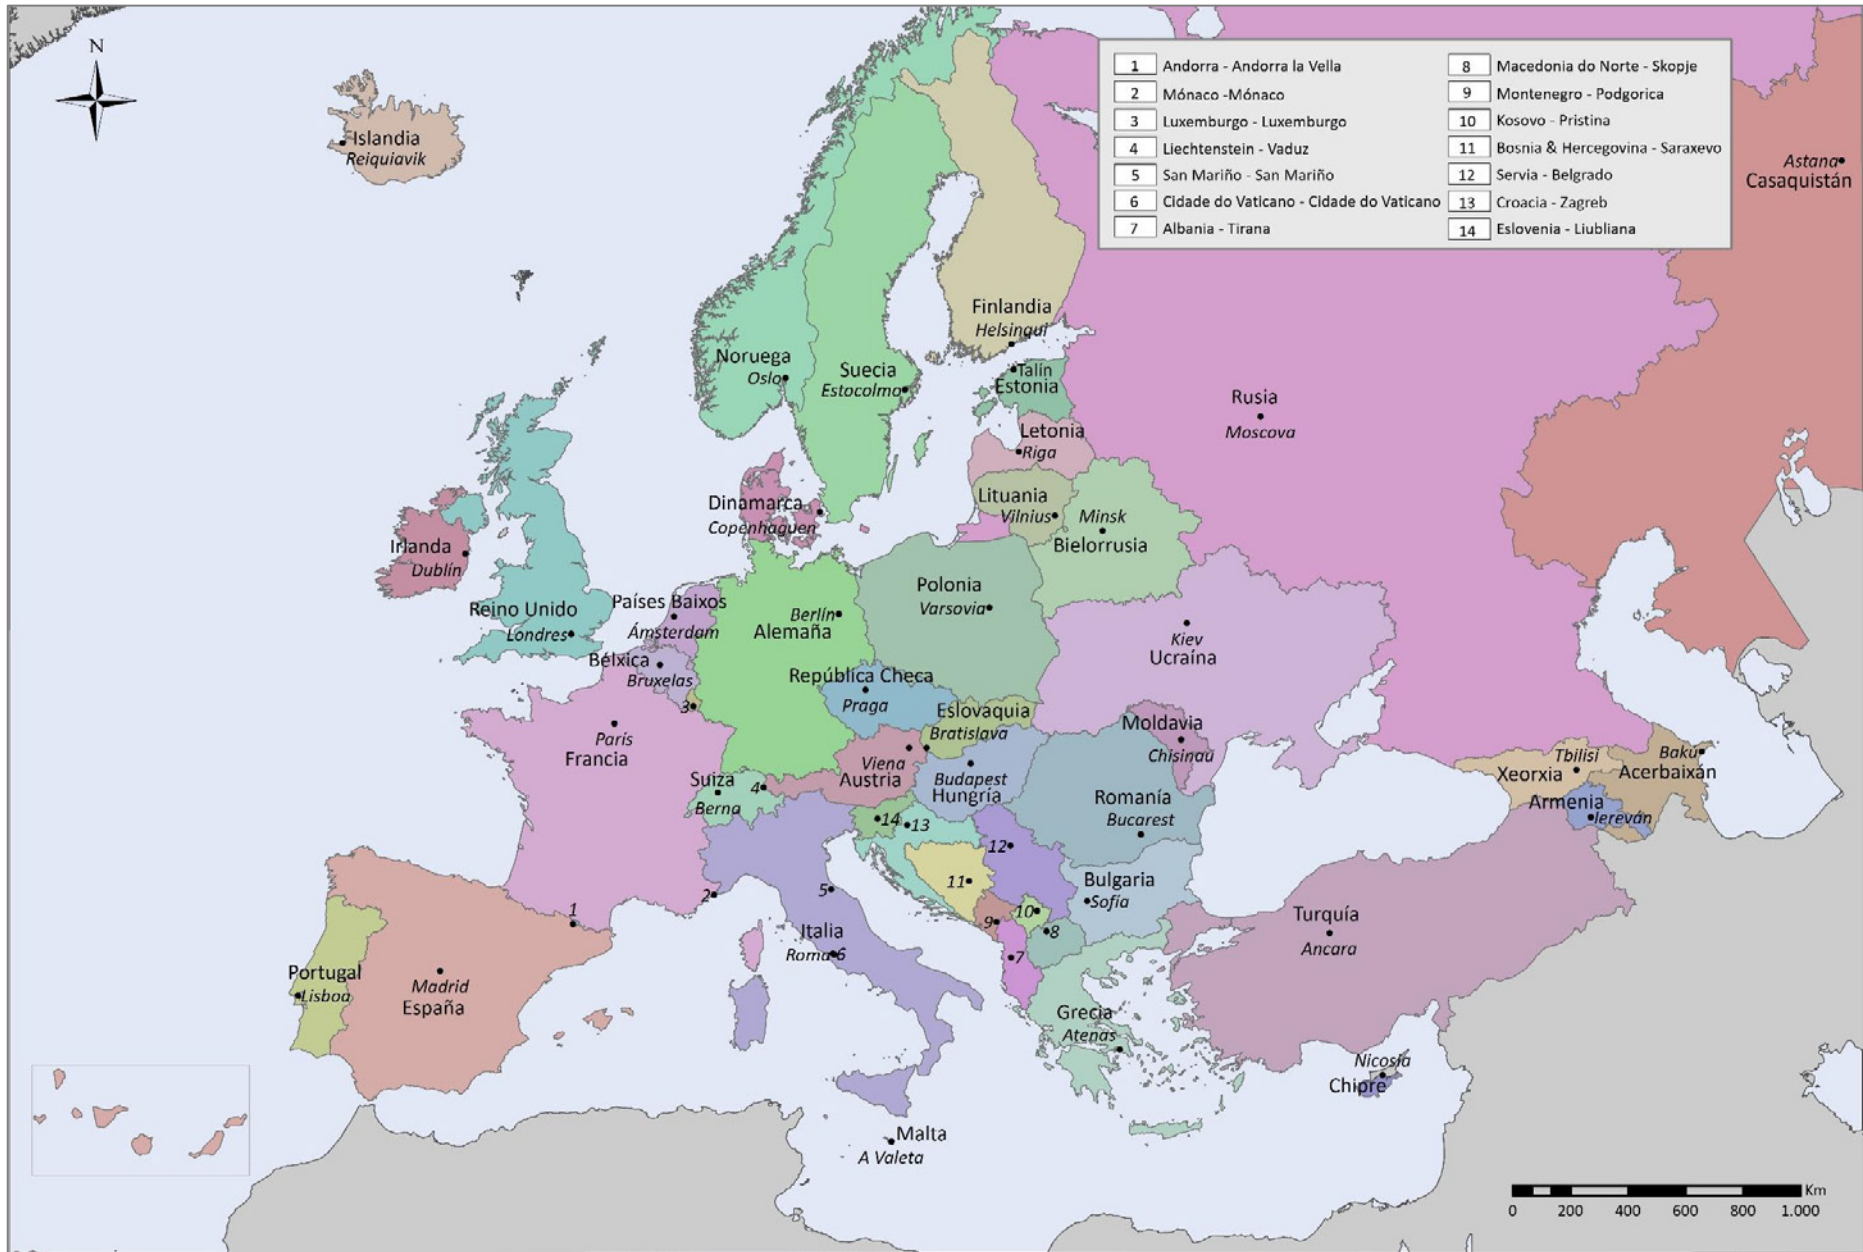 N
1 Andorra - Andorra la Vella
2 Mónaco -Mónaco
3 Luxemburgo - Luxemburgo
4 Liechtenstein - Vaduz
5 San Mariño - San Mariño
6 Cidade do Vaticano - Cidade do Vaticano
7 Albania - Tirana
8 Macedonia do Norte - Skopje
9 Montenegro - Podgorica
10 Kosovo - Pristina
11 Bosnia & Hercegovina - Saraxevo
12 Servia - Belgrado
13 Croacia - Zagreb
14 Eslovenia - Liubliana
Islandia
Reiquiavik
Astana
Casaquistán
Finlandia
Helsinqui
Noruega
Oslo
Suecia
Estocolmo
Talín
Estonia
Rusia
Moscova
Letonia
Riga
Lituania
Vilnius
Dinamarca
Copenhaguen
Minsk
Bielorrusia
Irlanda
Dublín
Reino Unido
Londres
Países Baixos
Ámsterdam
Berlín
Alemaña
Polonia
Varsovia
Kiev
Ucraína
Bélxica
Bruxelas
3
República Checa
Praga
Eslovaquia
Bratislava
París
Francia
Viena
Austria
Budapest
Hungría
Moldavia
Chisinau
Suiza
Berna
4
Romanía
Bucarest
Tbilisi
Xeorxia
Bakú
Acerbaixán
Armenia
Iereván
14
13
12
11
Bulgaria
Sofía
1
2
5
Italia
Roma
6
9
10
8
7
Turquía
Ancara
Portugal
Lisboa
Madrid
España
Grecia
Atenas
Nicosia
Chipre
Malta
A Valeta
Km
0 200 400 600 800 1.000